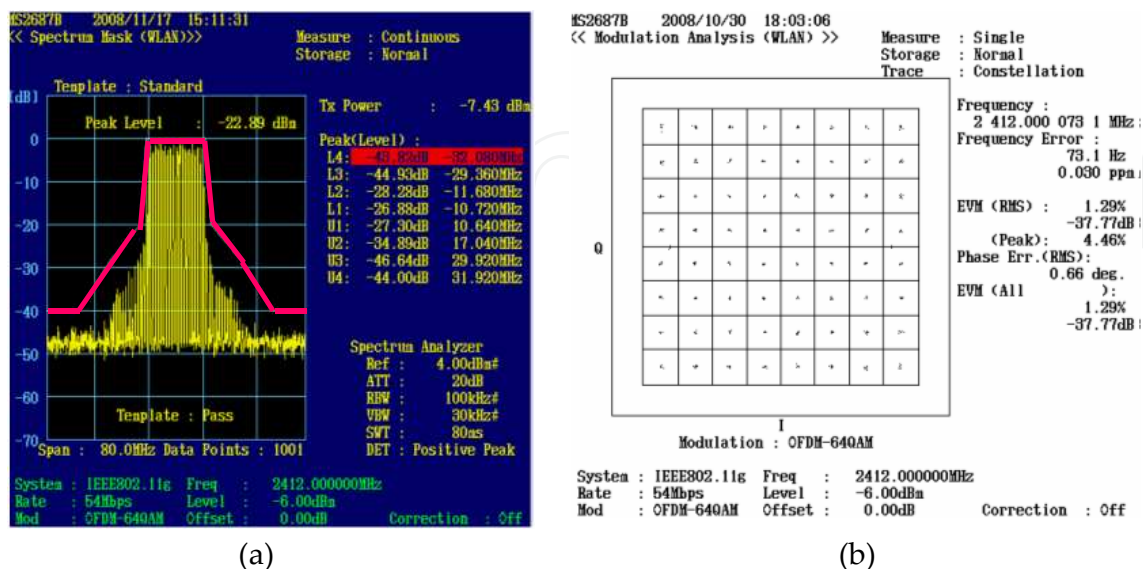 MS2687B 2008/11/17 15:11:31
<< Spectrum Mask (WLAN)>>>
Measure : Continuous
Storage : Normal
Template : Standard
[dB]
Peak Level : -22.89 dBm
0
-10
-20
-30
-40
-50
-60
-70
Template : Pass
Span : 80.0MHz Data Points : 1001
Tx Power : -7.43 dBm
Peak(Level) :
L4: -43.82dB -32.080MHz
L3: -44.93dB -29.360MHz
L2: -28.28dB -11.680MHz
L1: -26.88dB -10.720MHz
U1: -27.30dB 10.640MHz
U2: -34.89dB 17.040MHz
U3: -46.64dB 29.920MHz
U4: -44.00dB 31.920MHz
Spectrum Analyzer
Ref : 4.00dBm#
ATT : 20dB
RBW : 100kHz#
VBW : 30kHz#
SWT : 80ms
DET : Positive Peak
System : IEEE802.11g Freq : 2412.000000MHz
Rate : 54Mbps Level : -6.00dBm
Mod : OFDM-64QAM Offset : 0.00dB Correction : Off
(a)
MS2687B 2008/10/30 18:03:06
<< Modulation Analysis (WLAN) >>
Measure : Single
Storage : Normal
Trace : Constellation
Frequency :
2 412.000 073 1 MHz
Frequency Error :
73.1 Hz
0.030 ppm
EVM (RMS) : 1.29%
-37.77dB
(Peak): 4.46%
Phase Err.(RMS):
0.66 deg.
EVM (All ):
1.29%
-37.77dB
Q
I
Modulation : OFDM-64QAM
System : IEEE802.11g Freq : 2412.000000MHz
Rate : 54Mbps Level : -6.00dBm
Mod : OFDM-64QAM Offset : 0.00dB Correction : Off
(b)